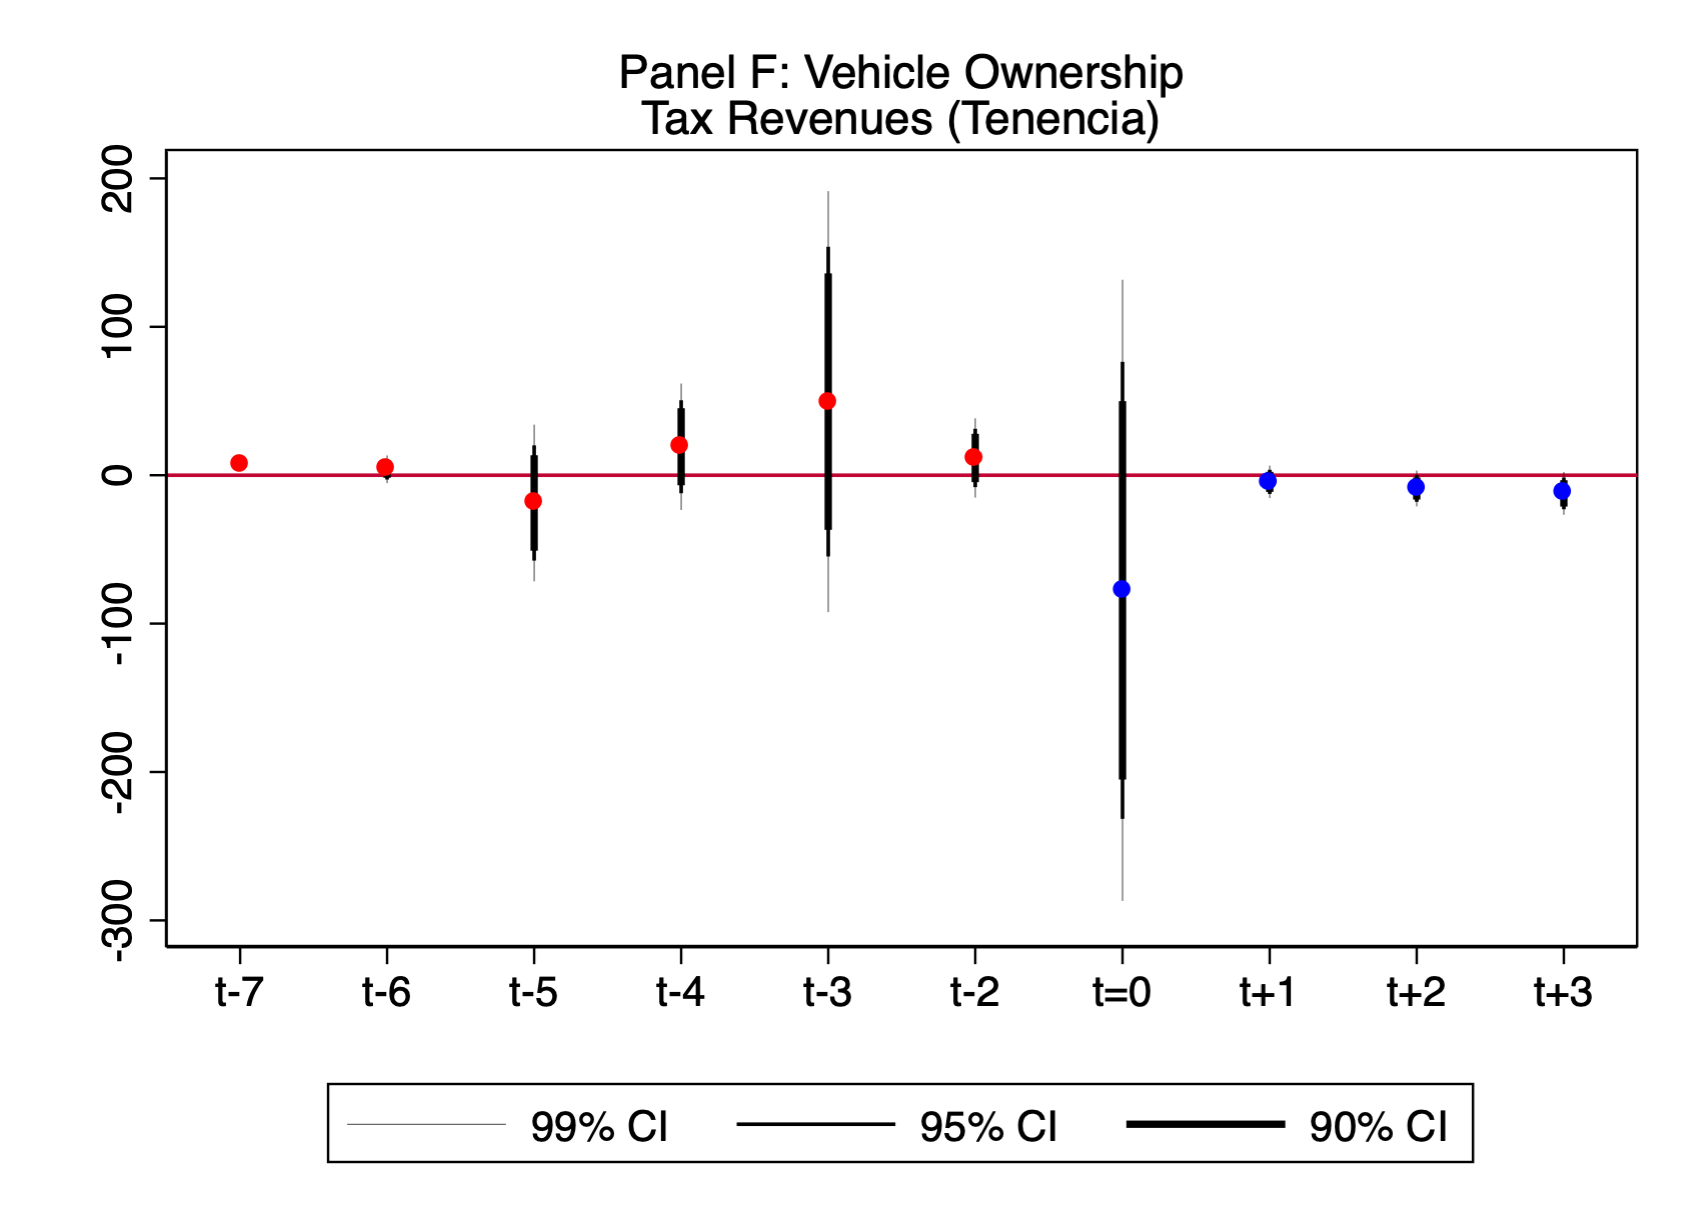 Panel F: Vehicle Ownership
Tax Revenues (Tenencia)
200
100
0
-100
-200
-300
t-7 t-6 t-5 t-4 t-3 t-2 t=0 t+1 t+2 t+3
99% CI 95% CI 90% CI